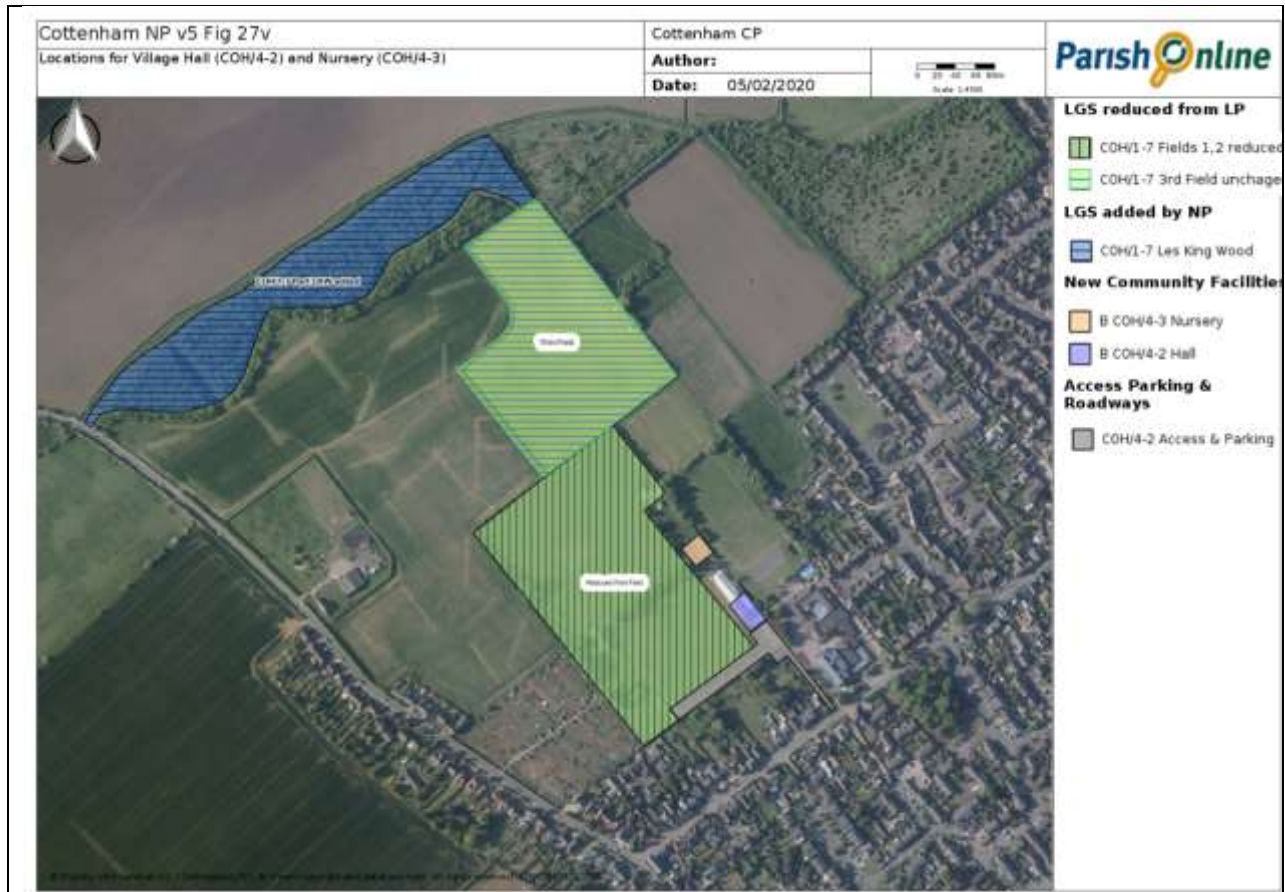 Cottenham NP v5 Fig 27v
Locations for Village Hall (COH/4-2) and Nursery (COH/4-3)
Cottenham CP
Author:
Date: 05/02/2020
Parish Online
LGS reduced from LP
COH/1-7 Fields 1,2 reduced
COH/1-7 3rd Field unchage
LGS added by NP
COH/1-7 Les King Wood
New Community Facilities
B COH/4-3 Nursery
B COH/4-2 Hall
Access Parking &
Roadways
COH/4-2 Access & Parking
Third Field